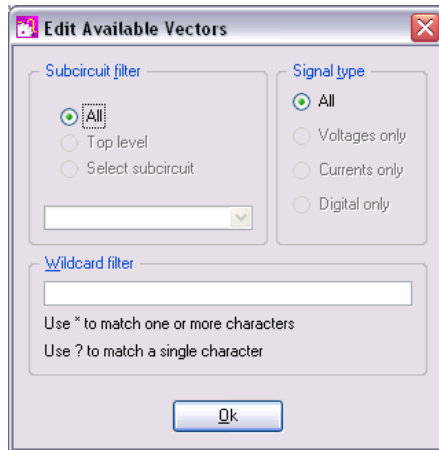 Edit Available Vectors
Subcircuit filter
All
Top level
Select subcircuit
Signal type
All
Voltages only
Currents only
Digital only
Wildcard filter
Use * to match one or more characters
Use ? to match a single character
Ok